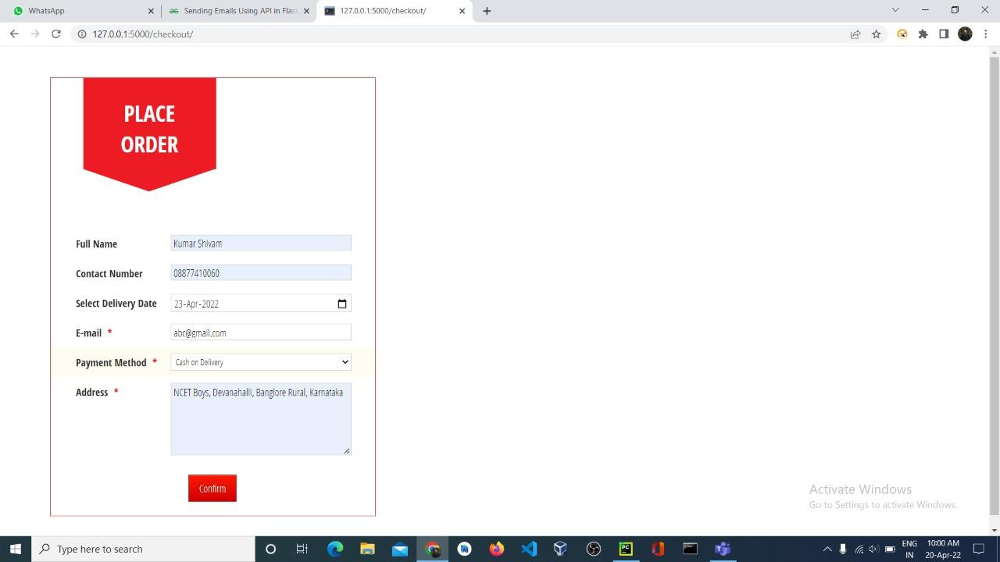 WhatsApp
Sending Emails Using API in Flas
127.0.0.1:5000/checkout/
127.0.0.1:5000/checkout/
PLACE
ORDER
Full Name Kumar Shivam
Contact Number 08877410060
Select Delivery Date 23-Apr-2022
E-mail * abc@gmail.com
Payment Method * Cash on Delivery
Address * NCET Boys, Devanahalli, Banglore Rural, Karnataka
Confirm
Activate Windows
Go to Settings to activate Windows.
Type here to search
PC
ENG
IN
10:00 AM
20-Apr-22